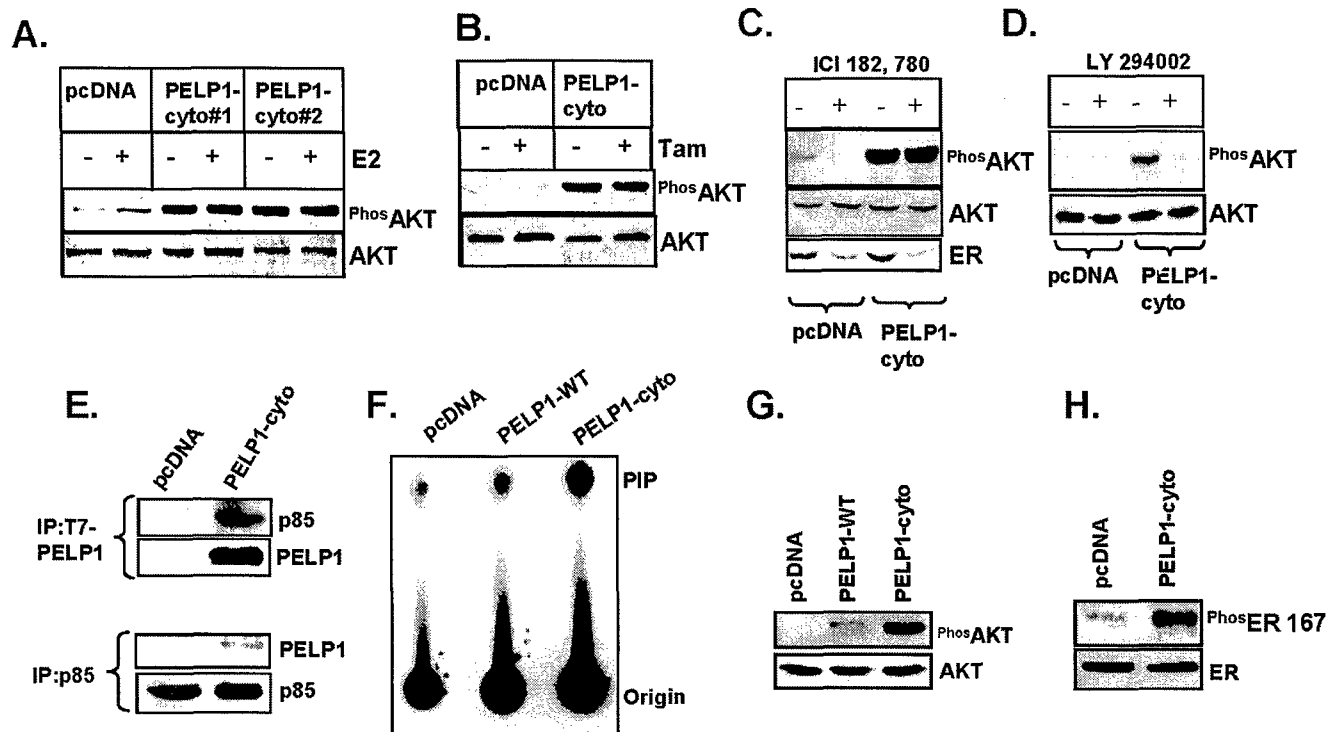 A.
pcDNA PELP1-cyto#1 PELP1-cyto#2
- + - + - + E2
PhosAKT
AKT
B.
pcDNA PELP1-cyto
- + - + Tam
PhosAKT
AKT
C.
ICI 182, 780
- + - +
PhosAKT
AKT
ER
pcDNA PELP1-cyto
D.
LY 294002
- + - +
PhosAKT
AKT
pcDNA PELP1-cyto
E.
pcDNA PELP1-cyto
IP:T7-PELP1
p85
PELP1
IP:p85
PELP1
p85
F.
pcDNA PELP1-WT PELP1-cyto
PIP
Origin
G.
pcDNA PELP1-WT PELP1-cyto
PhosAKT
AKT
H.
pcDNA PELP1-cyto
PhosER 167
ER